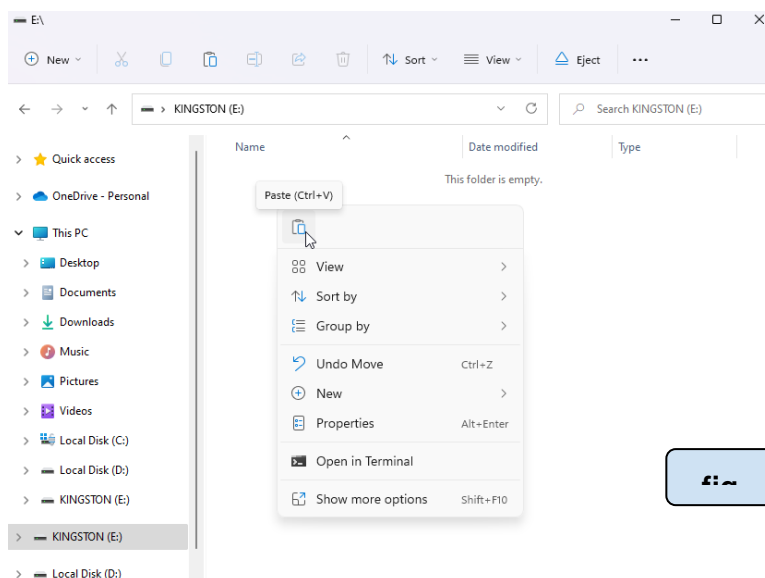 E:\
New
Sort
View
Eject
KINGSTON (E:)
Search KINGSTON (E:)
Name
Date modified
Type
This folder is empty.
Quick access
OneDrive - Personal
This PC
Desktop
Documents
Downloads
Music
Pictures
Videos
Local Disk (C:)
Local Disk (D:)
KINGSTON (E:)
KINGSTON (E:)
Local Disk (D:)
Paste (Ctrl+V)
View
Sort by
Group by
Undo Move Ctrl+Z
New
Properties Alt+Enter
Open in Terminal
Show more options Shift+F10